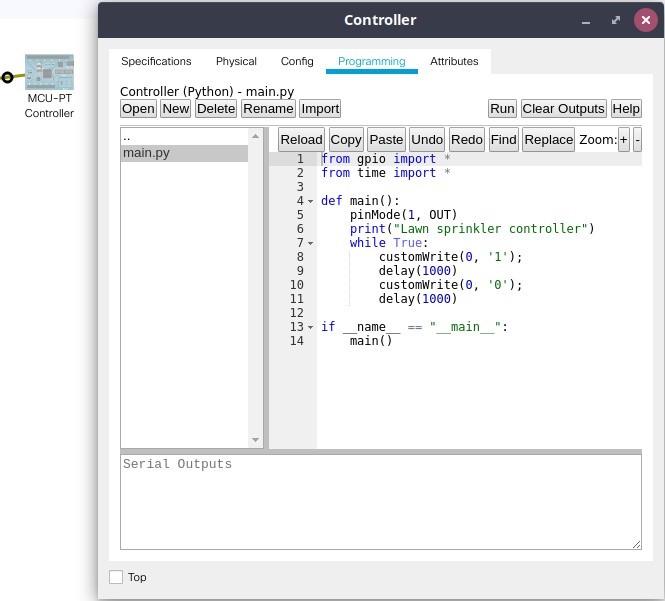 Controller
MCU-PT
Controller
Specifications Physical Config Programming Attributes
Controller (Python) - main.py
Open New Delete Rename Import Run Clear Outputs Help
..
main.py
Reload Copy Paste Undo Redo Find Replace Zoom: + -
1 from gpio import *
2 from time import *
3
4 def main():
5     pinMode(1, OUT)
6     print("Lawn sprinkler controller")
7     while True:
8         customWrite(0, '1');
9         delay(1000)
10         customWrite(0, '0');
11         delay(1000)
12
13 if __name__ == "__main__":
14     main()
Serial Outputs
Top